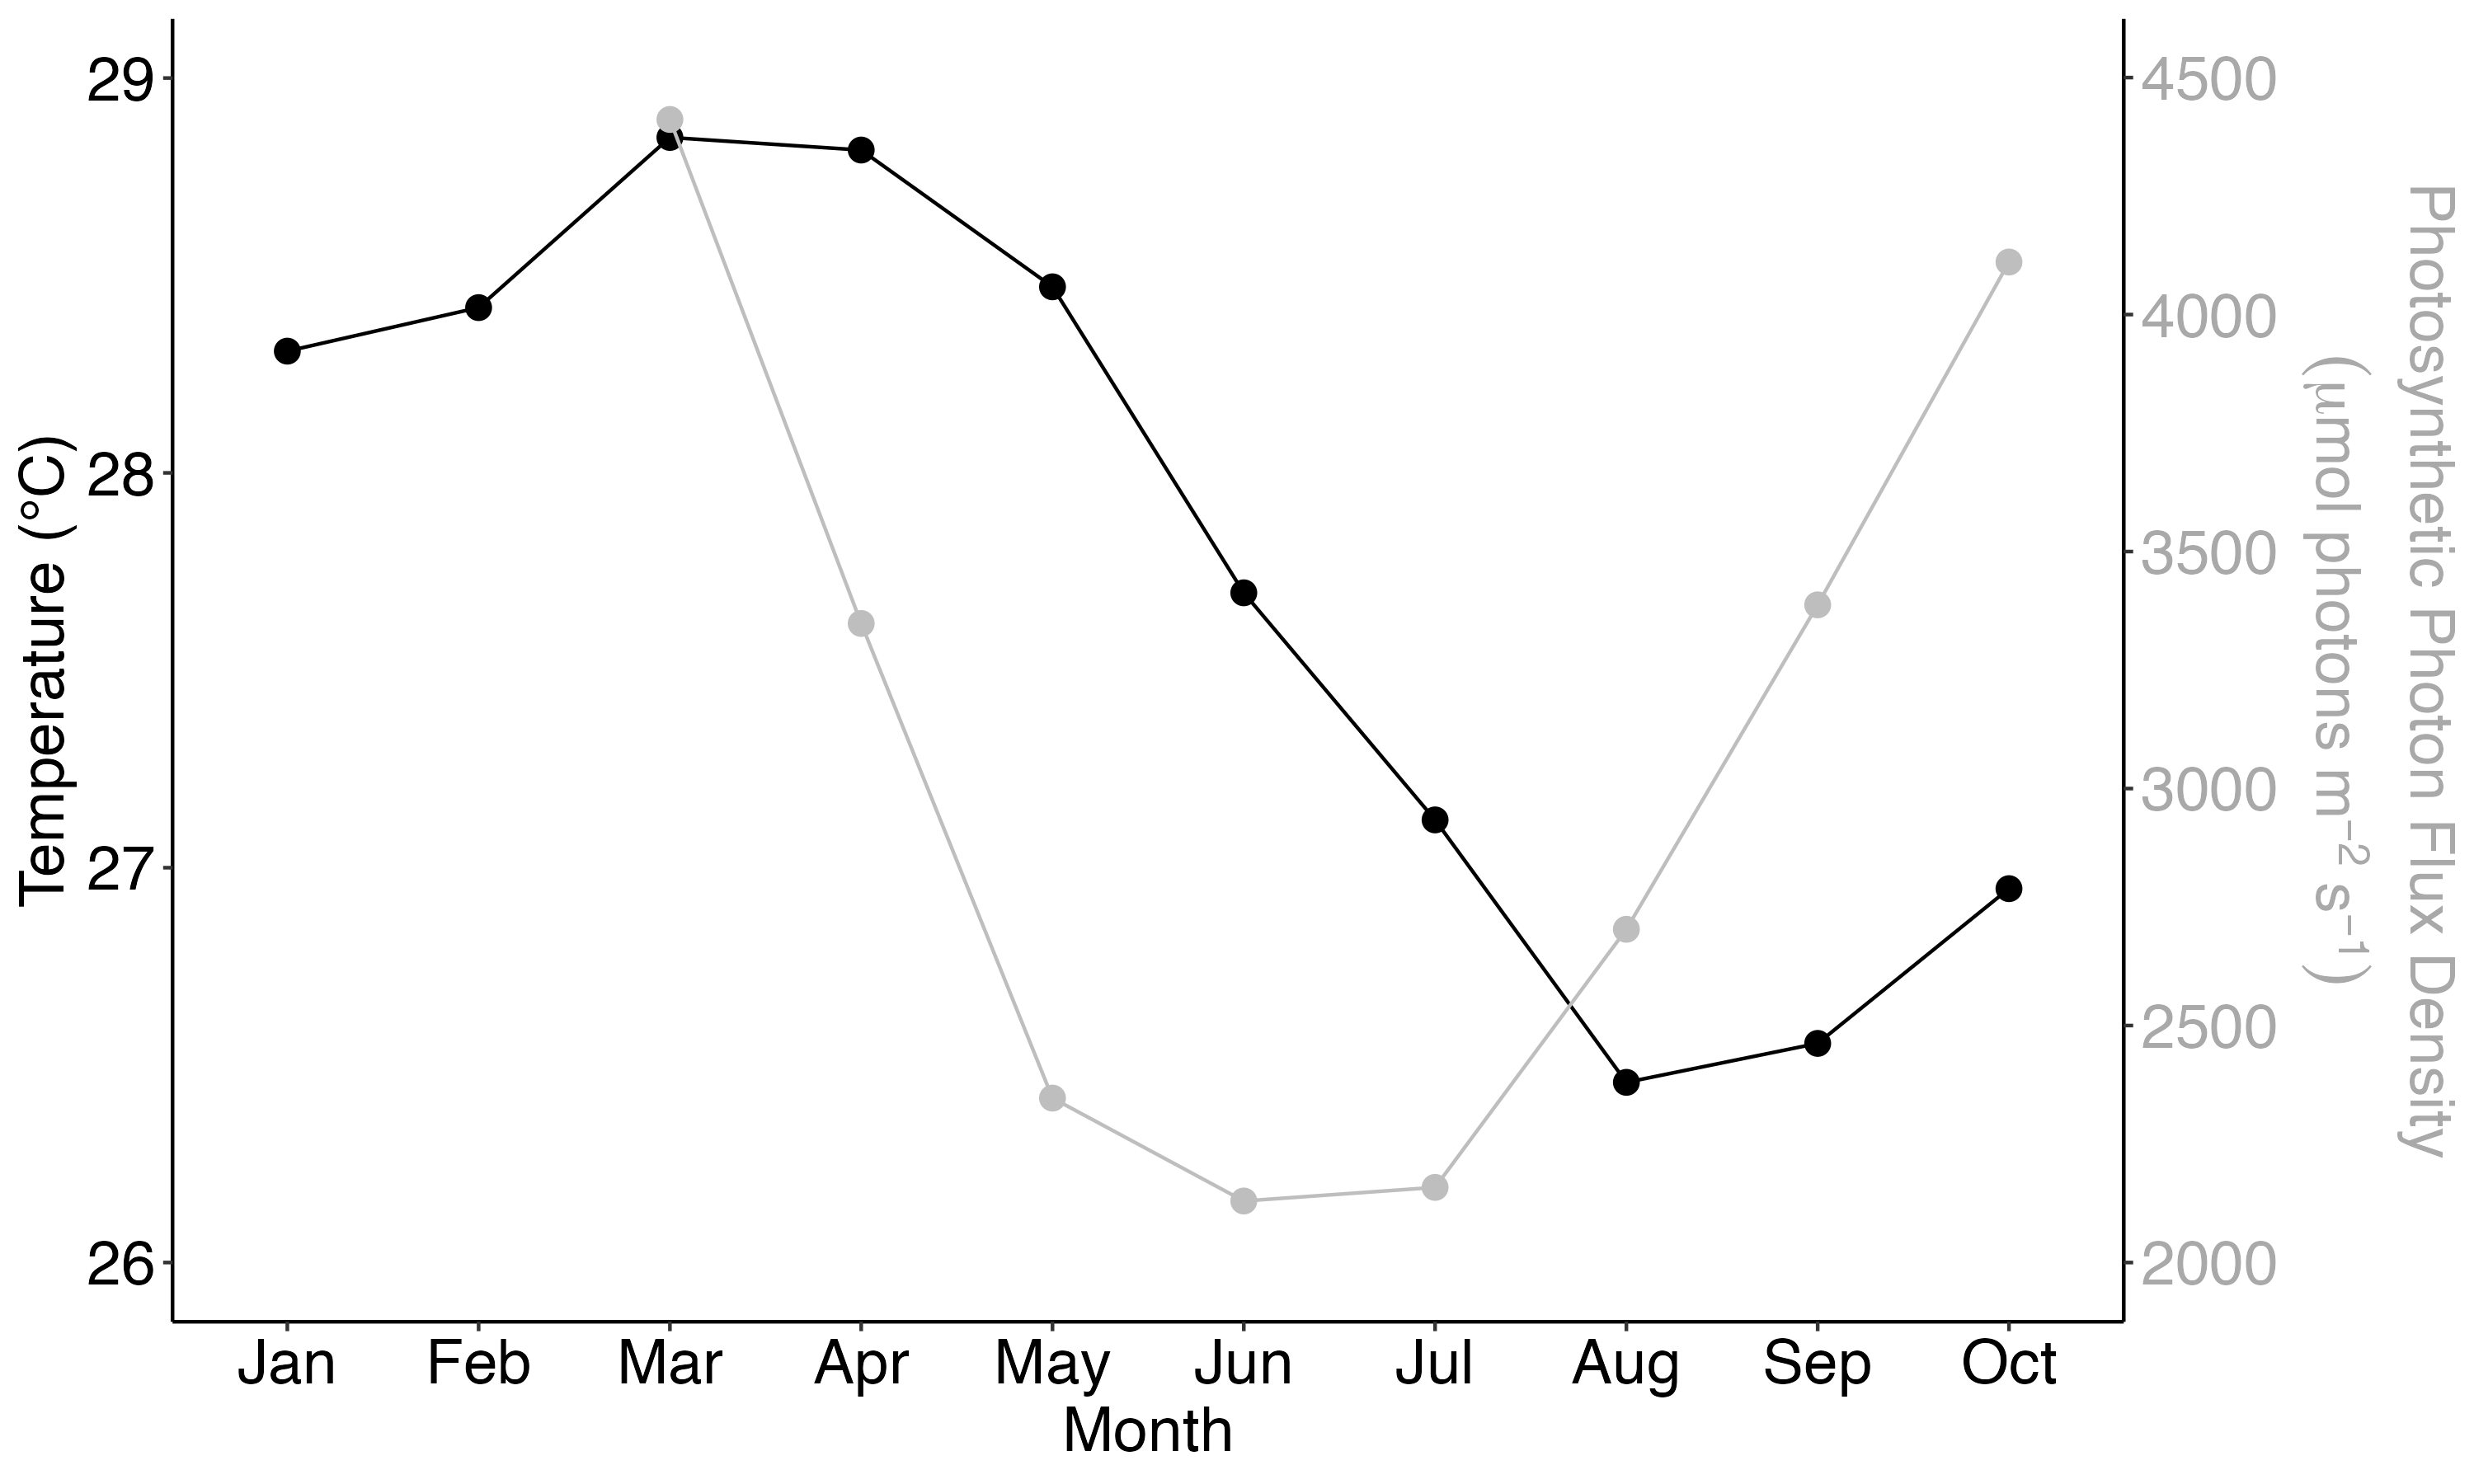 29
28
27
26
Temperature (°C)
4500
4000
3500
3000
2500
2000
Photosynthetic Photon Flux Density
(µmol photons m⁻² s⁻¹)
Jan Feb Mar Apr May Jun Jul Aug Sep Oct
Month